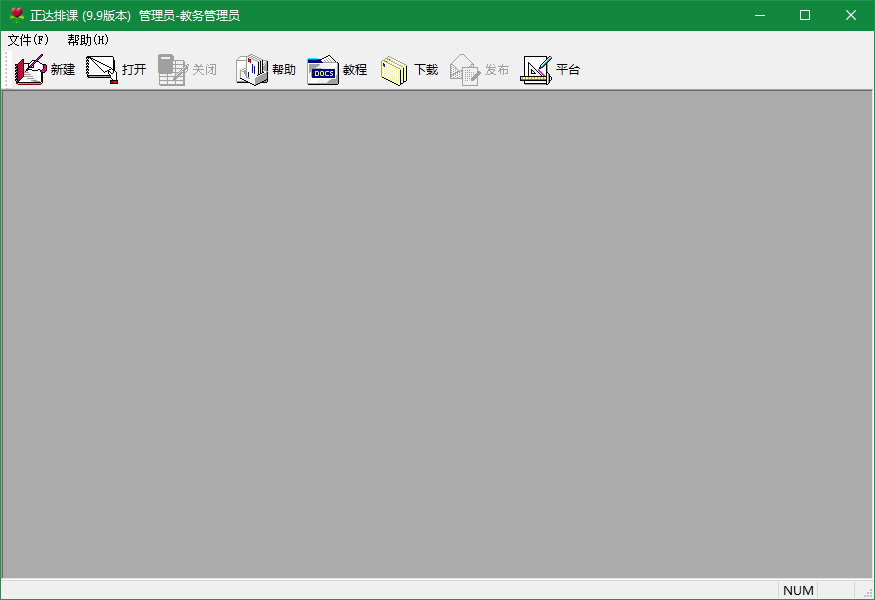 正达排课 (9.9版本) 管理员-教务管理员
文件(F) 帮助(H)
新建 打开 关闭 帮助 DOCS 教程 下载 发布 平台
NUM